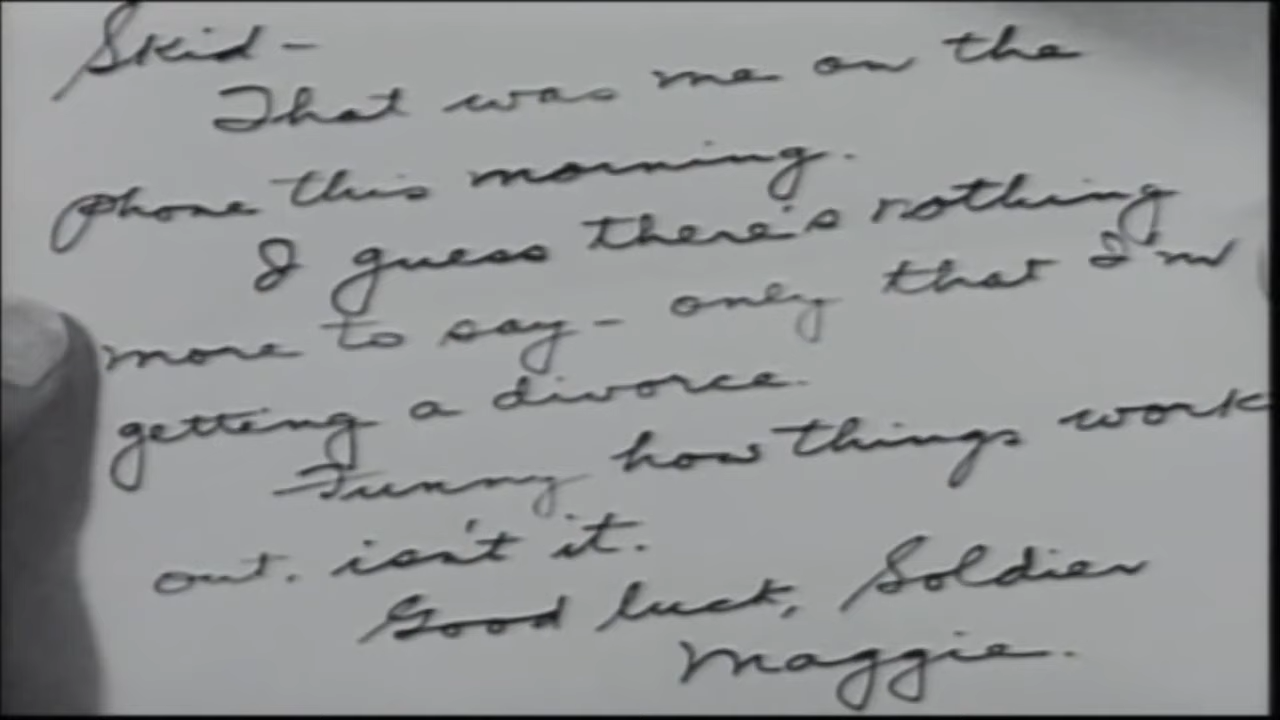 Skid -
That was me on the
phone this morning.
I guess there's nothing
more to say - only that I'm
getting a divorce.
Funny how things work
out. isn't it.
Good luck, Soldier
Maggie.